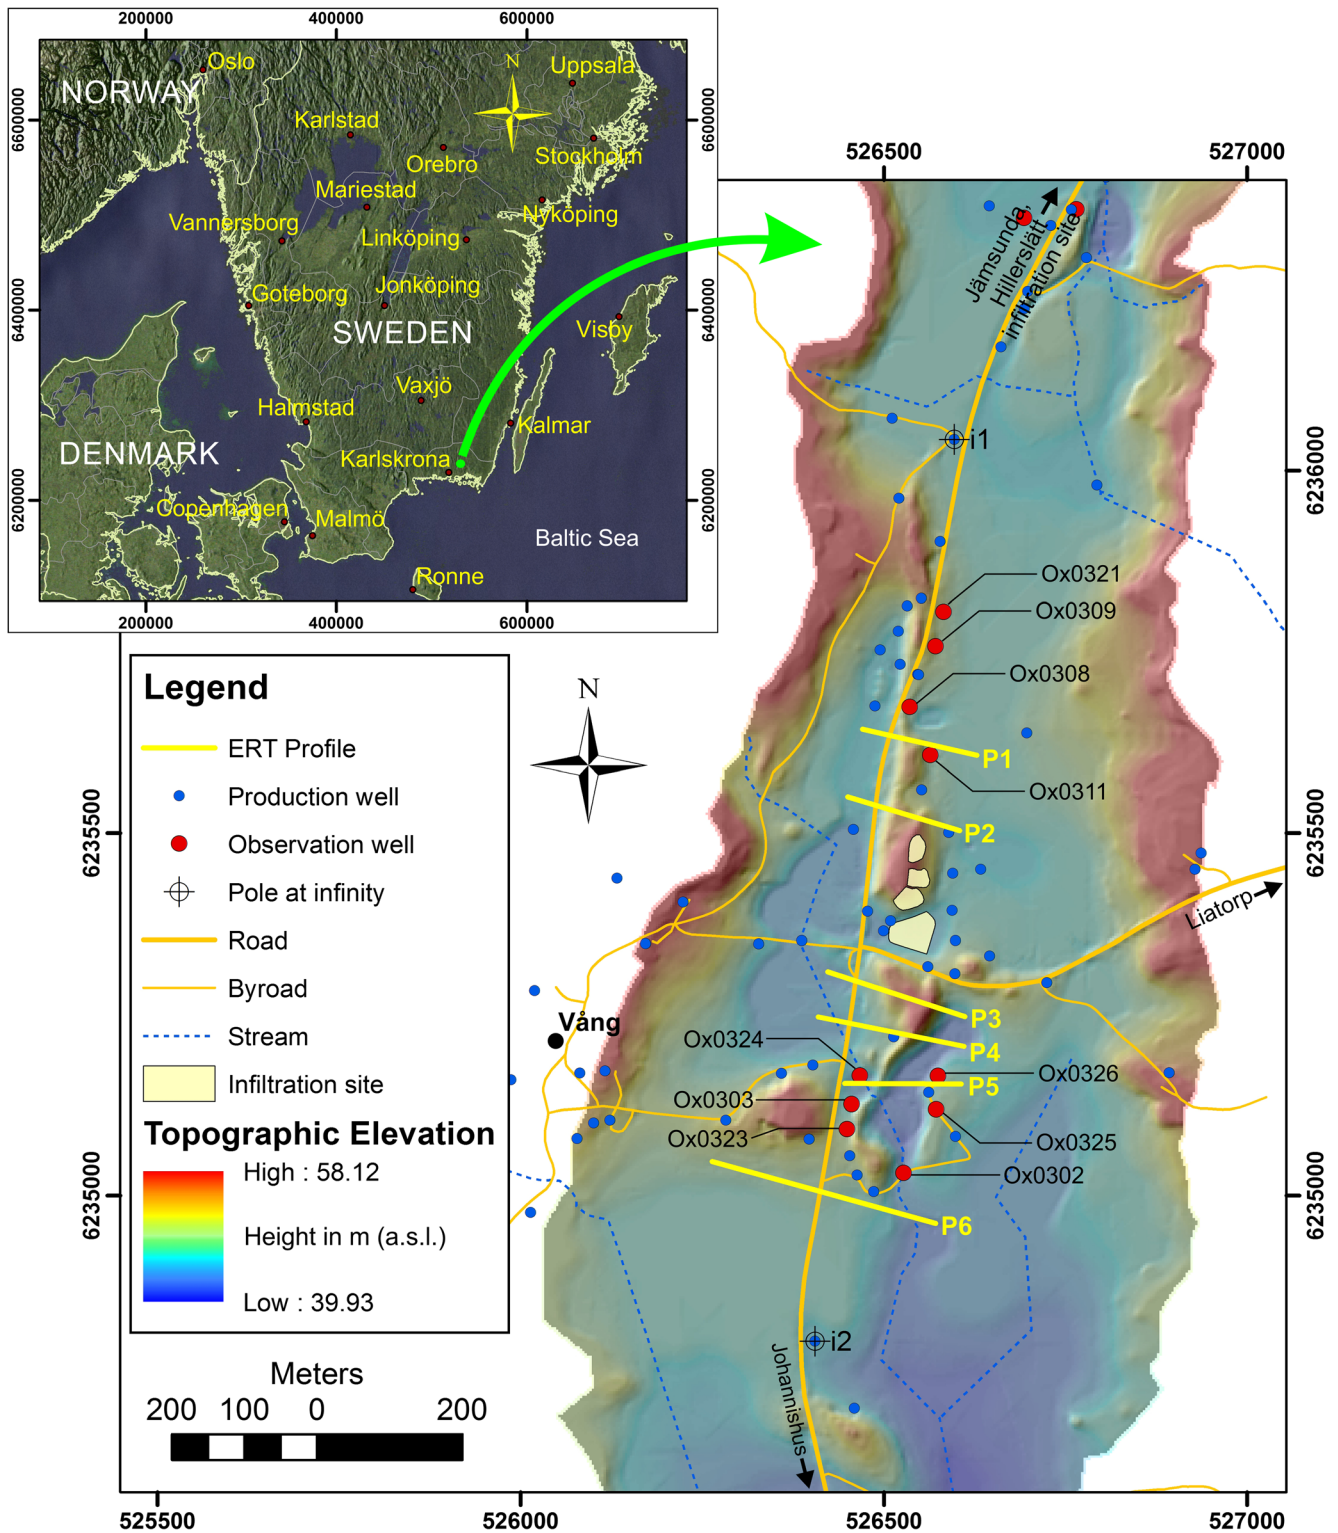 200000
400000
600000
Oslo
NORWAY
N
Uppsala
Karlstad
Orebro
Stockholm
Mariestad
Vannersborg
Nyköping
Linköping
Goteborg
Jonköping
SWEDEN
Visby
Vaxjö
Halmstad
Kalmar
DENMARK
Karlskrona
Copenhagen
Malmö
Baltic Sea
Ronne
6600000
6400000
6200000
6600000
6400000
6200000
200000
400000
600000
526500
527000
Jämsunda,
Hillerslätt
infiltration site
i1
6236000
Ox0321
Ox0309
Ox0308
P1
Ox0311
P2
6235500
6235500
Liatorp
P3
Ox0324
P4
Ox0326
P5
Ox0303
Ox0323
Ox0325
Ox0302
P6
6235000
6235000
i2
Johannishus
Vång
N
Legend
ERT Profile
Production well
Observation well
Pole at infinity
Road
Byroad
Stream
Infiltration site
Topographic Elevation
High : 58.12
Height in m (a.s.l.)
Low : 39.93
Meters
200 100 0 200
525500
526000
526500
527000